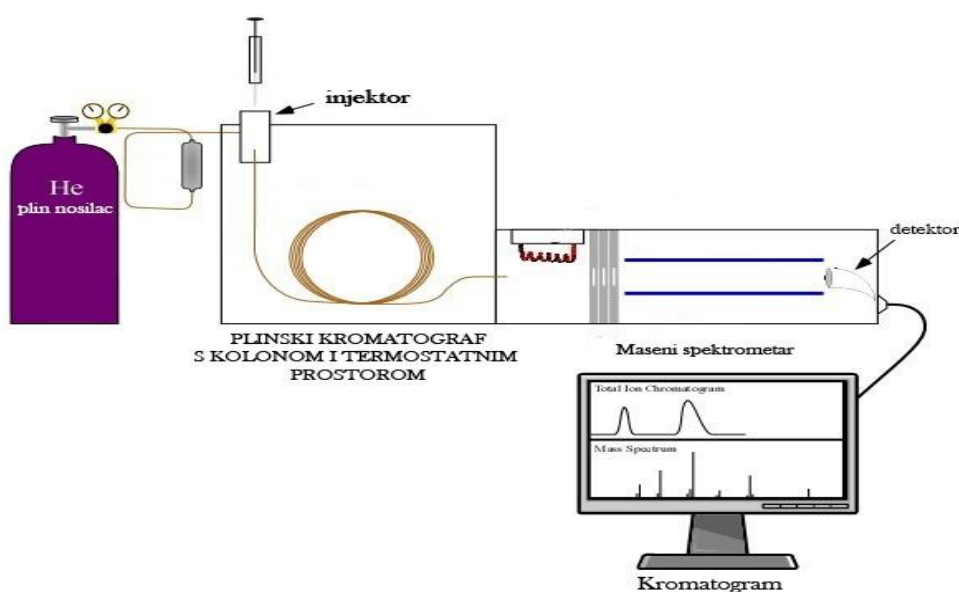 injektor
He
plin nosilac
detektor
PLINSKI KROMATOGRAF
S KOLONOM I TERMOSTATNIM
PROSTOROM
Maseni spektrometar
Total Ion Chromatogram
Mass Spectrum
Kromatogram